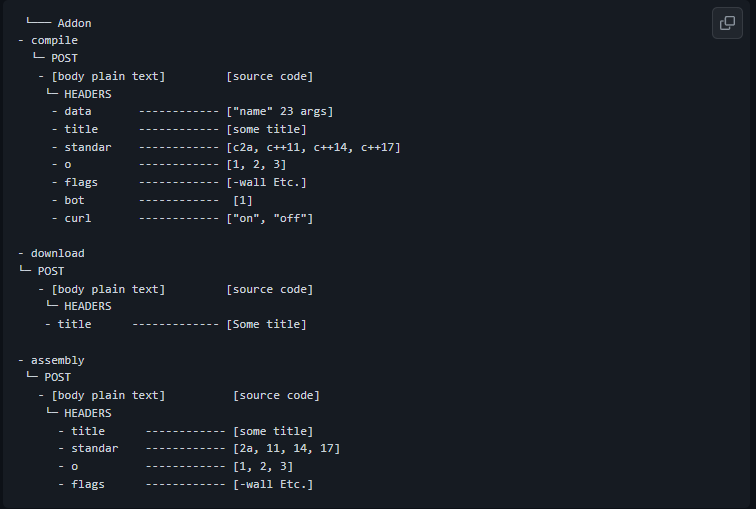 └─── Addon
- compile
  └─ POST
   - [body plain text]         [source code]
    └─ HEADERS
     - data       ------------ ["name" 23 args]
     - title      ------------ [some title]
     - standar    ------------ [c2a, c++11, c++14, c++17]
     - o          ------------ [1, 2, 3]
     - flags      ------------ [-wall Etc.]
     - bot        ------------  [1]
     - curl       ------------ ["on", "off"]
- download
└─ POST
   - [body plain text]         [source code]
    └─ HEADERS
    - title      ------------- [Some title]
- assembly
 └─ POST
   - [body plain text]          [source code]
    └─ HEADERS
      - title      ------------ [some title]
      - standar    ------------ [2a, 11, 14, 17]
      - o          ------------ [1, 2, 3]
      - flags      ------------ [-wall Etc.]